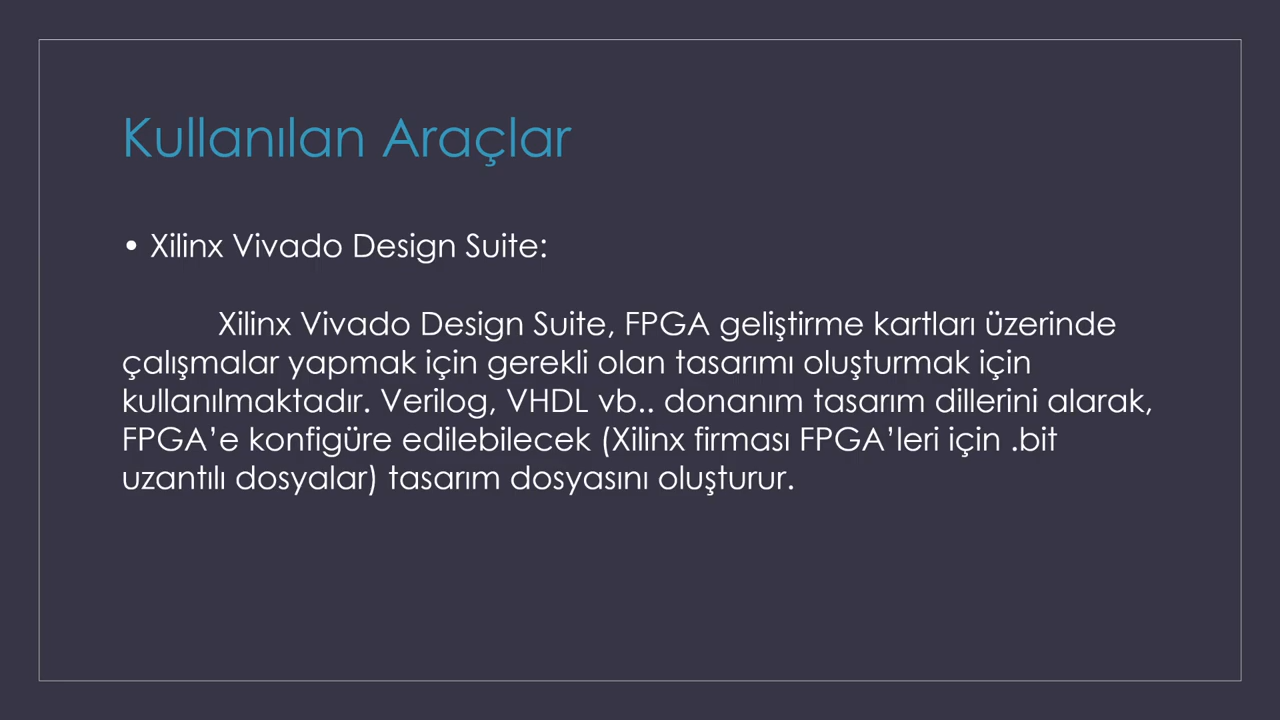 Kullanılan Araçlar
• Xilinx Vivado Design Suite:
Xilinx Vivado Design Suite, FPGA geliştirme kartları üzerinde
çalışmalar yapmak için gerekli olan tasarımı oluşturmak için
kullanılmaktadır. Verilog, VHDL vb.. donanım tasarım dillerini alarak,
FPGA’e konfigüre edilebilecek (Xilinx firması FPGA’leri için .bit
uzantılı dosyalar) tasarım dosyasını oluşturur.